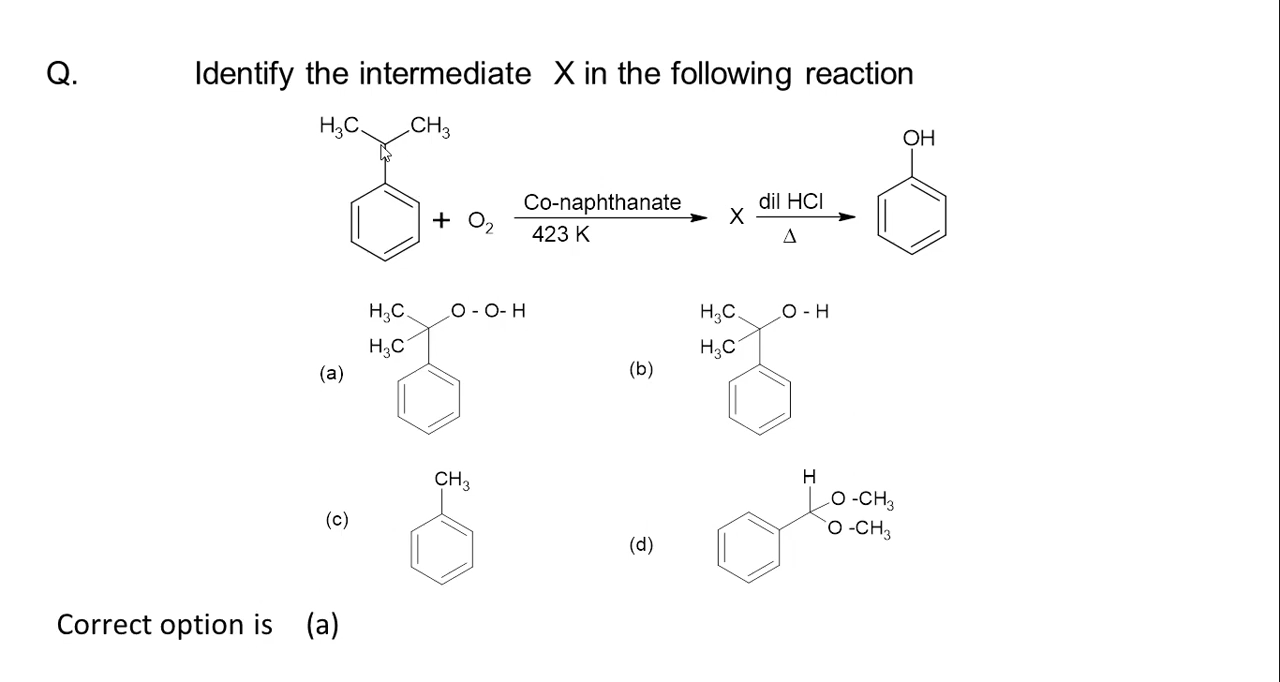 Q. Identify the intermediate X in the following reaction
H3C CH3
OH
+ O2 Co-naphthanate X dil HCl
423 K Δ
H3C O - O- H H3C O - H
H3C H3C
(a) (b)
CH3 H
O -CH3
(c) O -CH3
(d)
Correct option is (a)